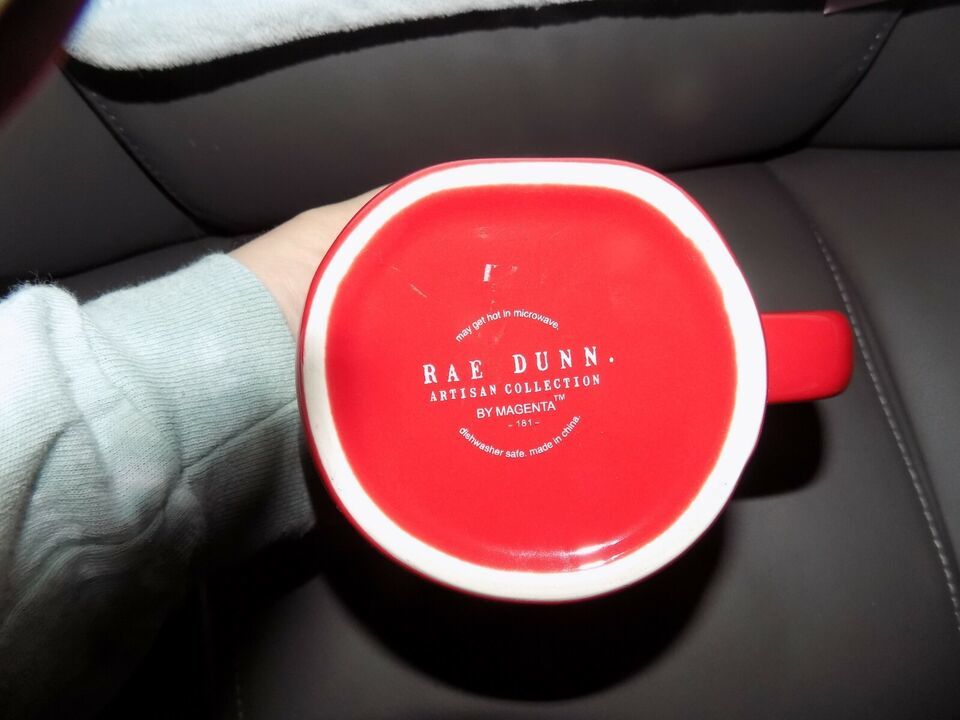 may get hot in microwave.
RAE DUNN.
ARTISAN COLLECTION
BY MAGENTA™
– 181 –
dishwasher safe. made in china.